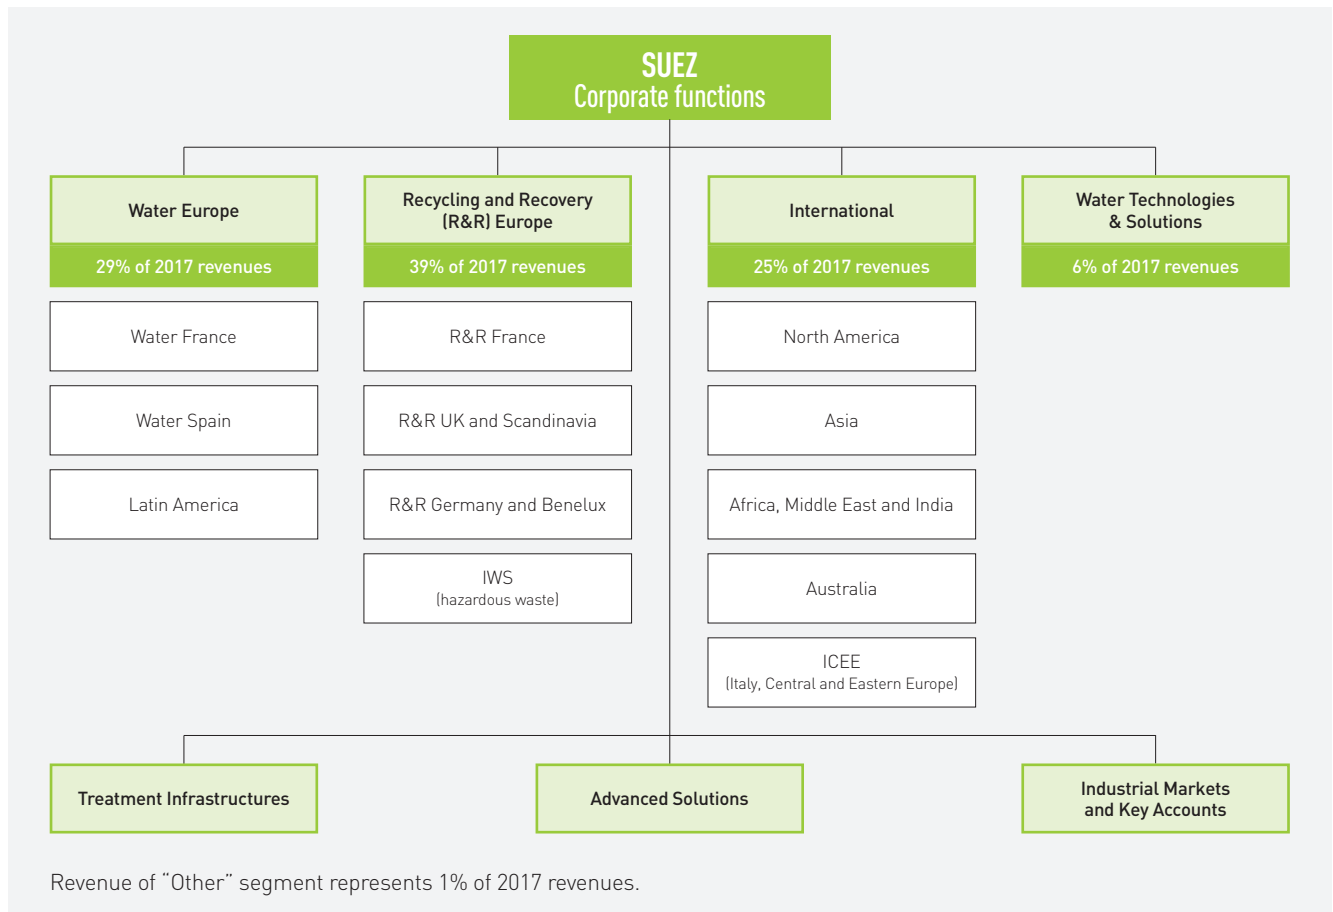 SUEZ
Corporate functions
Water Europe
29% of 2017 revenues
Water France
Water Spain
Latin America
Recycling and Recovery
(R&R) Europe
39% of 2017 revenues
R&R France
R&R UK and Scandinavia
R&R Germany and Benelux
IWS
(hazardous waste)
International
25% of 2017 revenues
North America
Asia
Africa, Middle East and India
Australia
ICEE
(Italy, Central and Eastern Europe)
Water Technologies
& Solutions
6% of 2017 revenues
Treatment Infrastructures
Advanced Solutions
Industrial Markets
and Key Accounts
Revenue of “Other” segment represents 1% of 2017 revenues.